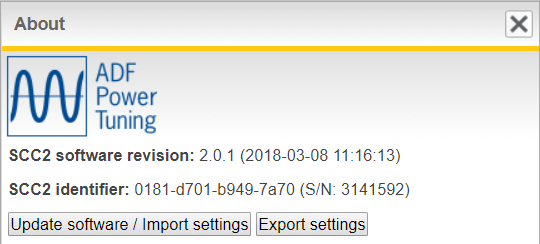 About
ADF
Power
Tuning
SCC2 software revision: 2.0.1 (2018-03-08 11:16:13)
SCC2 identifier: 0181-d701-b949-7a70 (S/N: 3141592)
Update software / Import settings Export settings